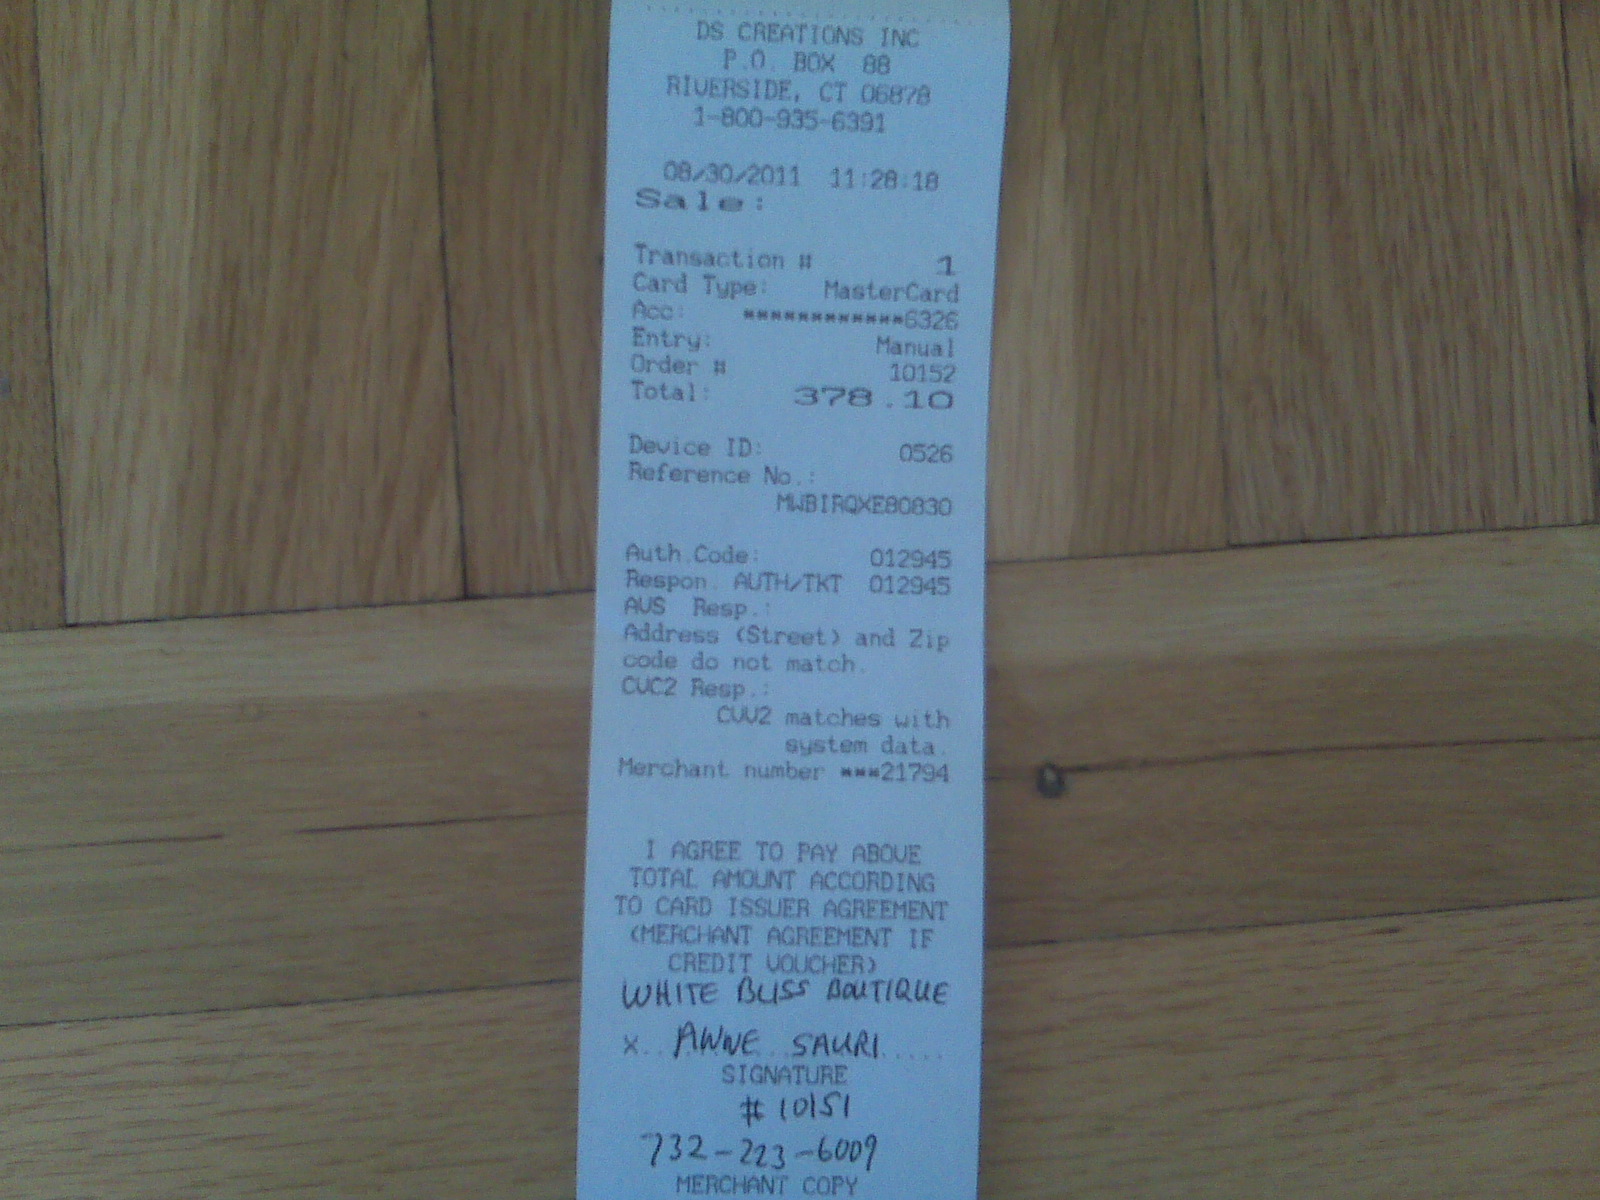 DS CREATIONS INC
P.O. BOX 88
RIVERSIDE, CT 06878
1-800-935-6391
08/30/2011 11:28:18
Sale:
Transaction # 1
Card Type: MasterCard
Acc: ************6326
Entry: Manual
Order # 10152
Total: 378.10
Device ID: 0526
Reference No.:
MWBIRQXE80830
Auth.Code: 012945
Respon. AUTH/TKT 012945
AVS Resp.:
Address (Street) and Zip
code do not match.
CVC2 Resp.:
CVV2 matches with
system data.
Merchant number ***21794
I AGREE TO PAY ABOVE
TOTAL AMOUNT ACCORDING
TO CARD ISSUER AGREEMENT
(MERCHANT AGREEMENT IF
CREDIT VOUCHER)
WHITE BLISS BOUTIQUE
X. ANNE SAURI
SIGNATURE
# 10151
732-223-6009
MERCHANT COPY